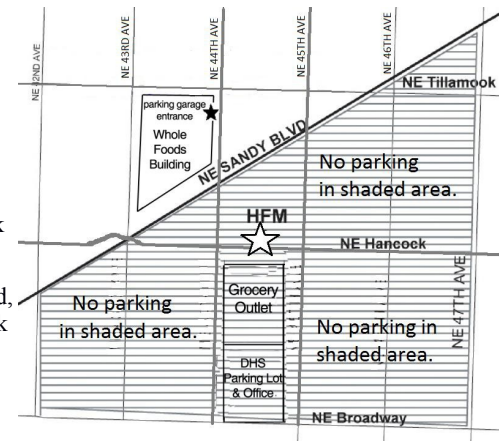 NE 42ND AVE
NE 43RD AVE
NE 44TH AVE
NE 45TH AVE
NE 46TH AVE
NE Tillamook
parking garage
entrance
Whole
Foods
Building
NE SANDY BLVD
No parking
in shaded area.
HFM
NE Hancock
NE 47TH AVE
Grocery
Outlet
No parking
in shaded area.
No parking in
shaded area.
DHS
Parking Lot
& Office
NE Broadway